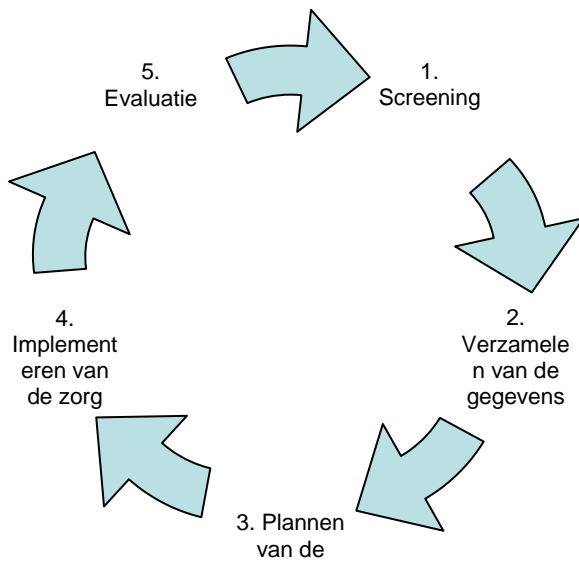 1.
Screening
2.
Verzamele
n van de
gegevens
3. Plannen
van de
4.
Implement
eren van
de zorg
5.
Evaluatie